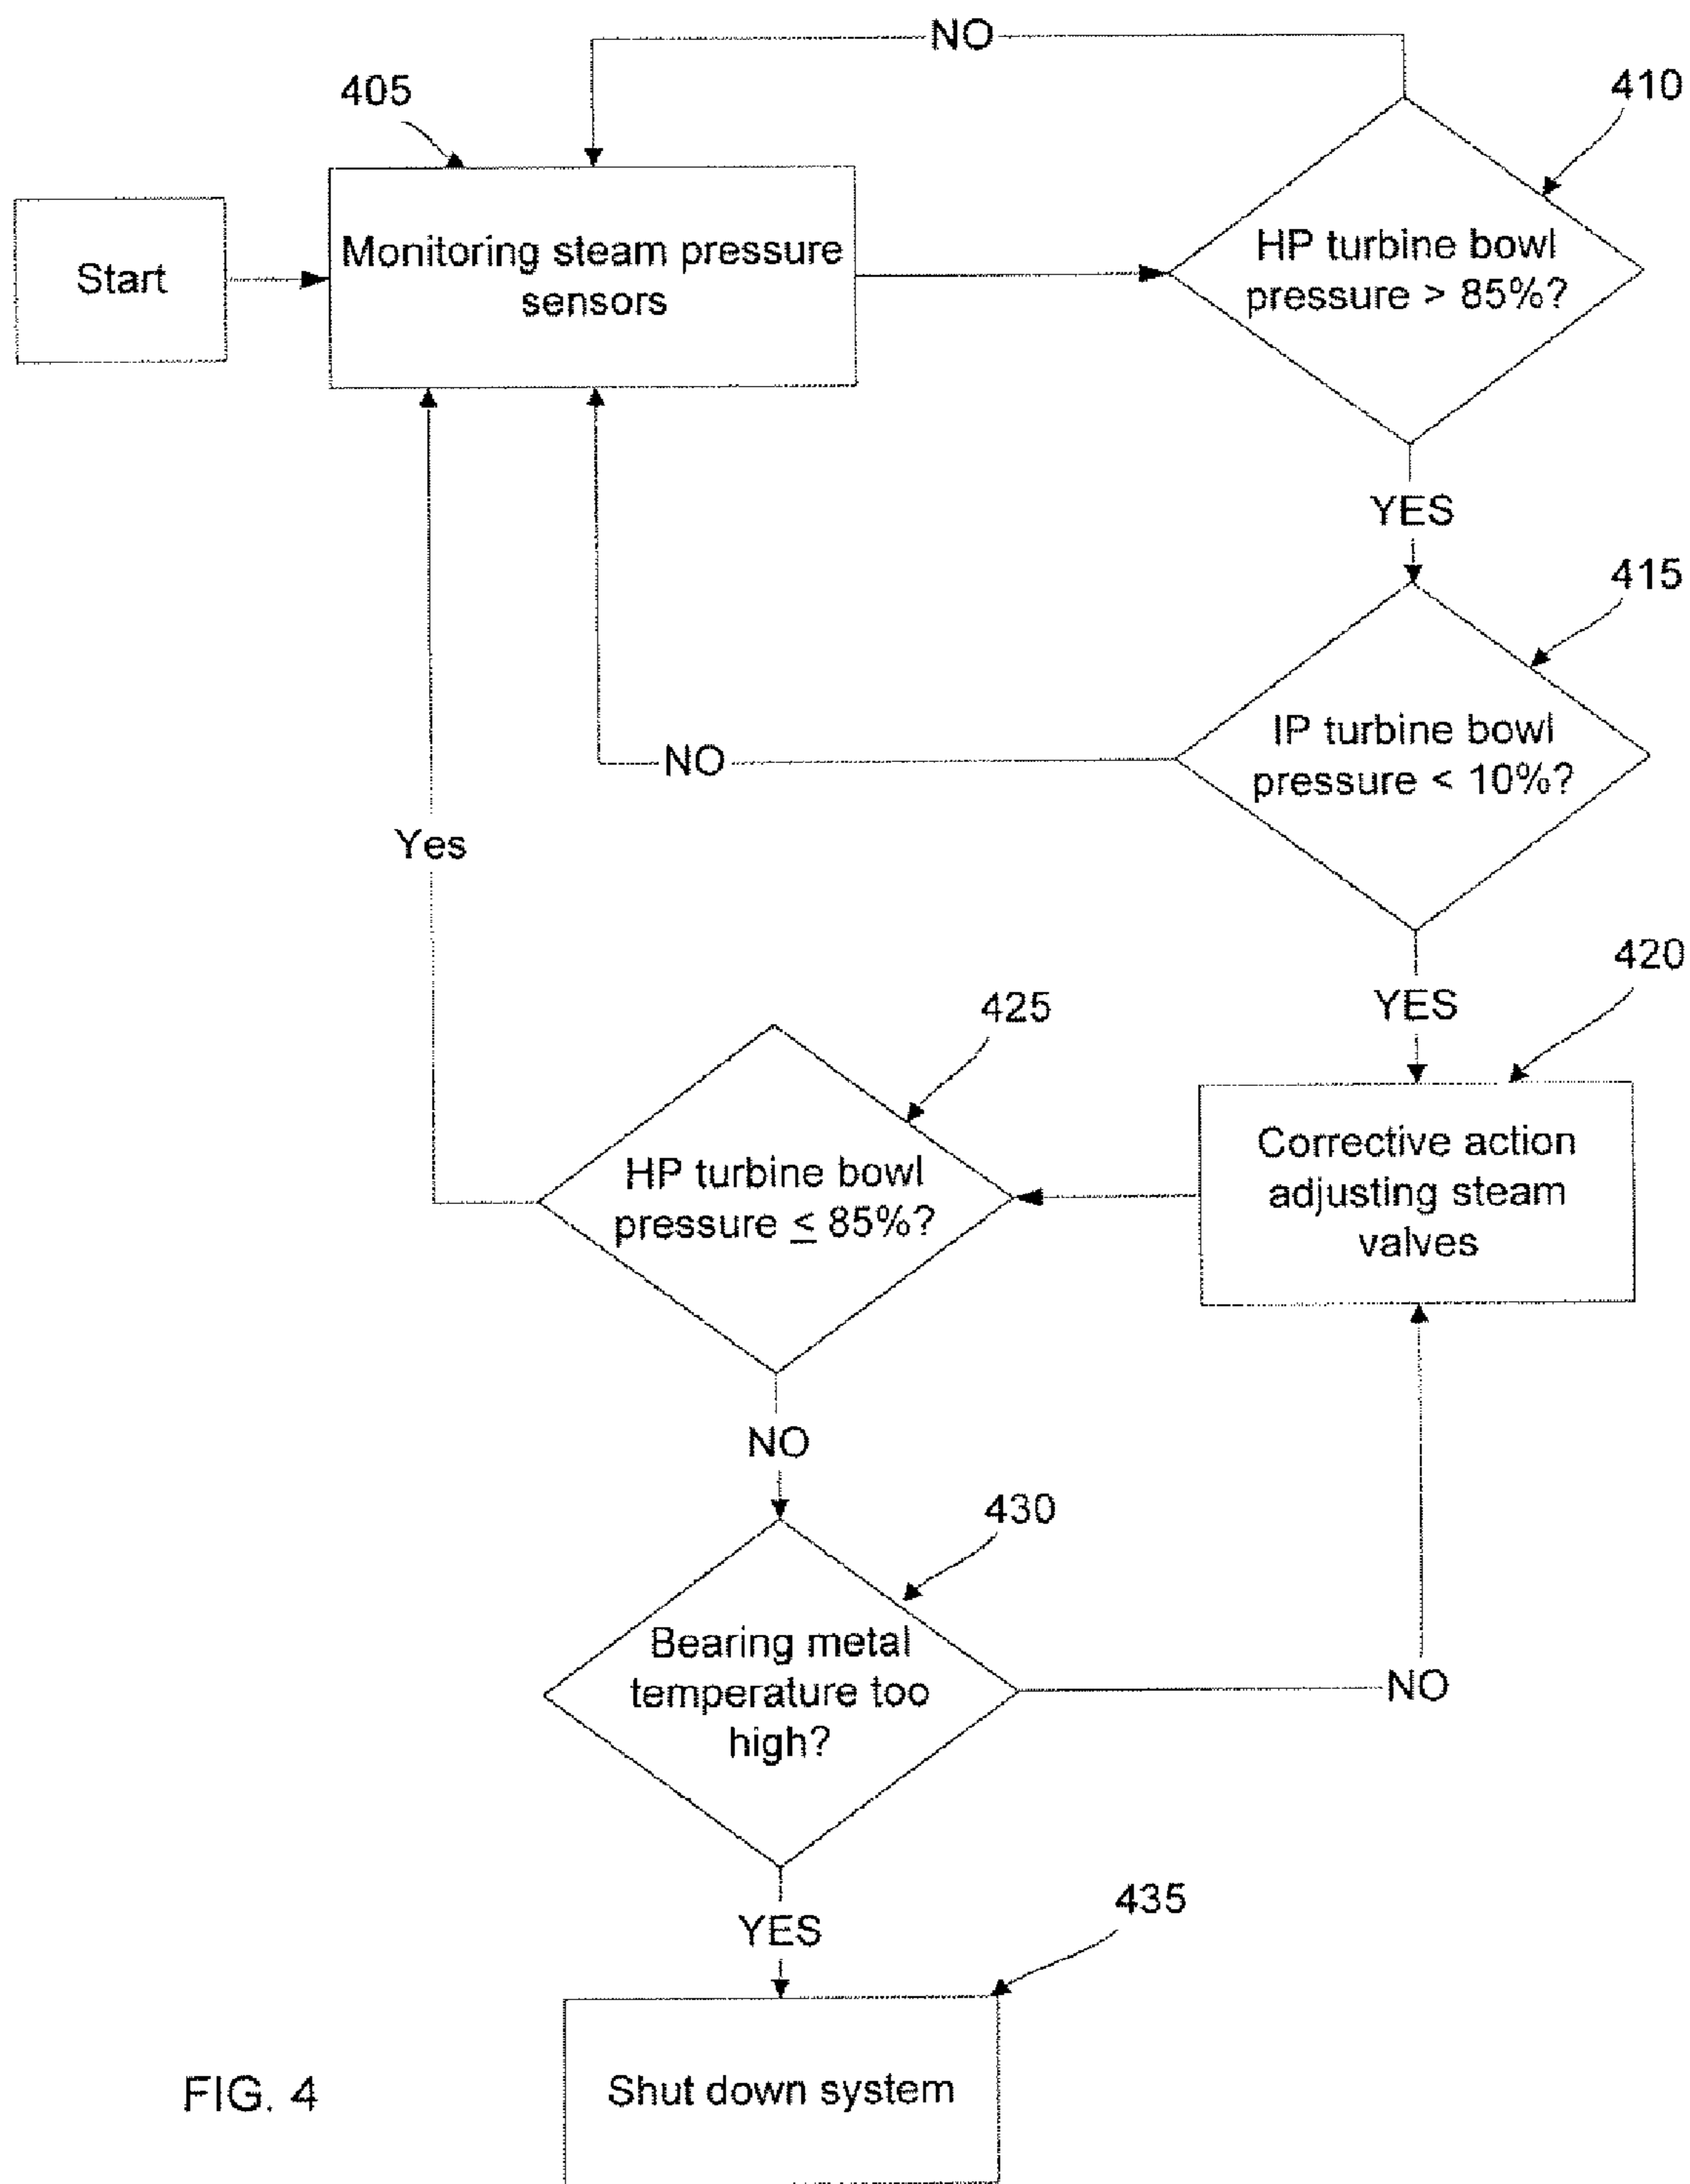 NO
405
410
Start
Monitoring steam pressure
sensors
HP turbine bowl
pressure > 85%?
YES
415
IP turbine bowl
pressure < 10%?
NO
Yes
YES
420
425
Corrective action
adjusting steam
valves
HP turbine bowl
pressure ≤ 85%?
NO
430
Bearing metal
temperature too
high?
NO
YES
435
Shut down system
FIG. 4